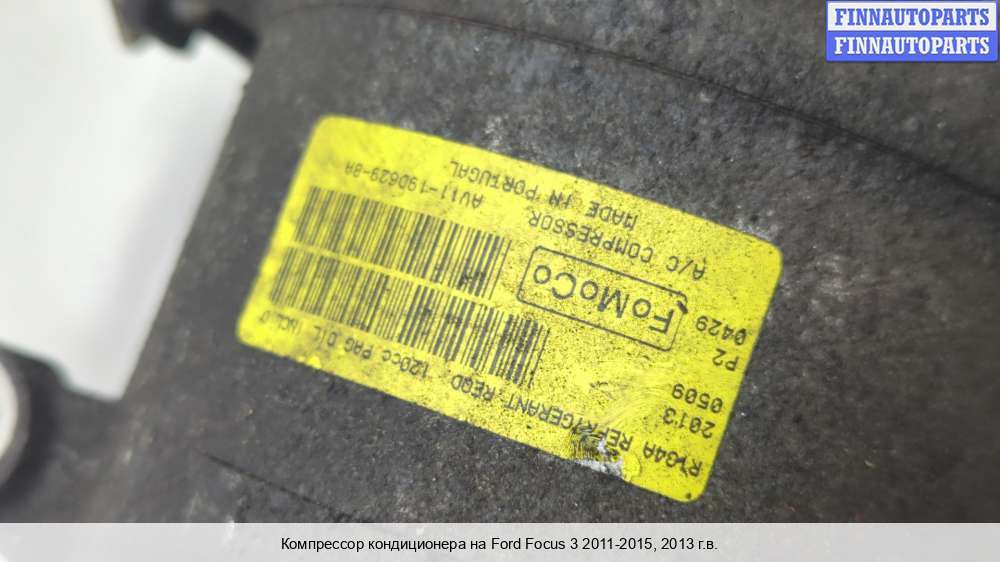 FINNAUTOPARTS
FINNAUTOPARTS
R134A REFRIGERANT REQD 120cc PAG OIL INCL'D
2013
0509
P2
0429
FoMoCo
A/C COMPRESSOR
MADE IN PORTUGAL
AV11-19D629-BA
Компрессор кондиционера на Ford Focus 3 2011-2015, 2013 г.в.